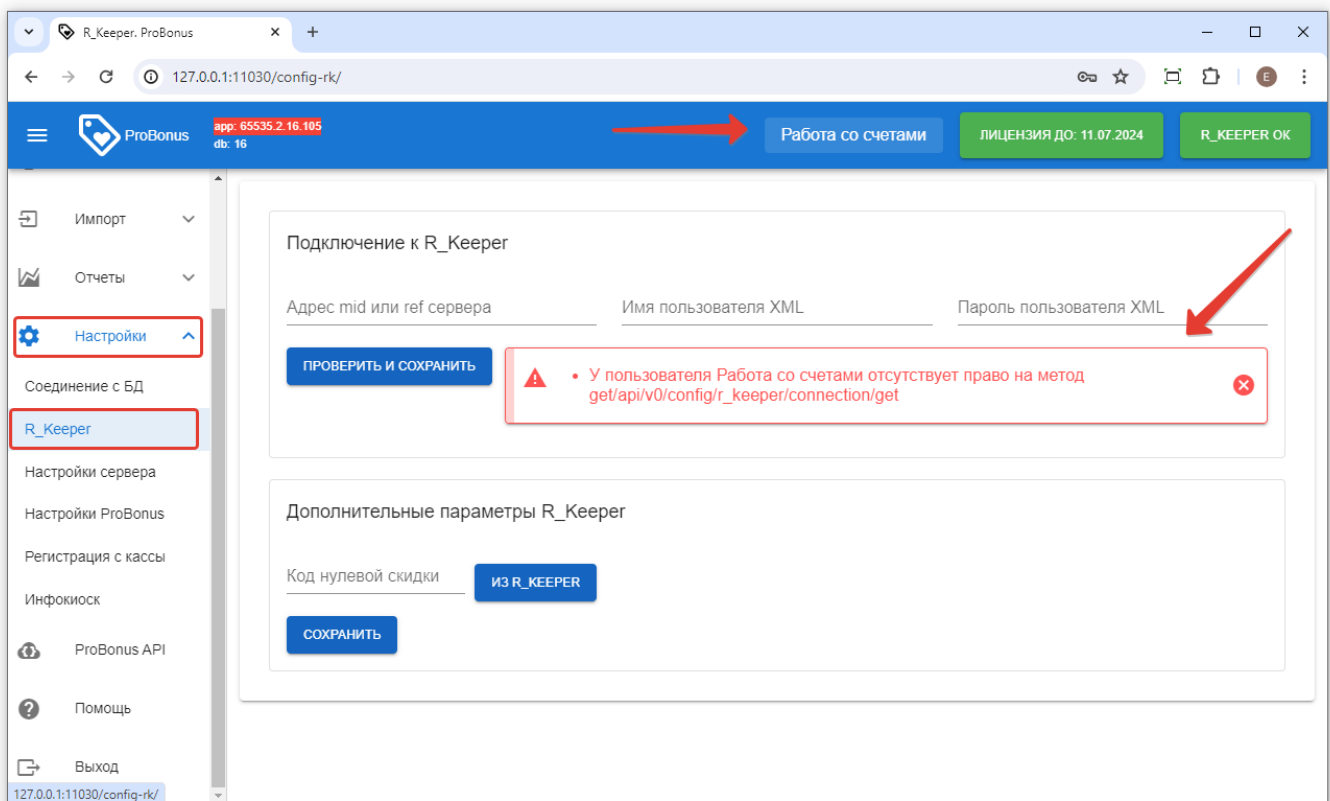 R_Keeper. ProBonus
127.0.0.1:11030/config-rk/
E
ProBonus
app: 65535.2.16.105
db: 16
Работа со счетами
ЛИЦЕНЗИЯ ДО: 11.07.2024
R_KEEPER OK
Импорт
Отчеты
Настройки
Соединение с БД
R_Keeper
Настройки сервера
Настройки ProBonus
Регистрация с кассы
Инфокиоск
ProBonus API
Помощь
Выход
127.0.0.1:11030/config-rk/
Подключение к R_Keeper
Адрес mid или ref сервера
Имя пользователя XML
Пароль пользователя XML
ПРОВЕРИТЬ И СОХРАНИТЬ
• У пользователя Работа со счетами отсутствует право на метод
get/api/v0/config/r_keeper/connection/get
Дополнительные параметры R_Keeper
Код нулевой скидки
ИЗ R_KEEPER
СОХРАНИТЬ